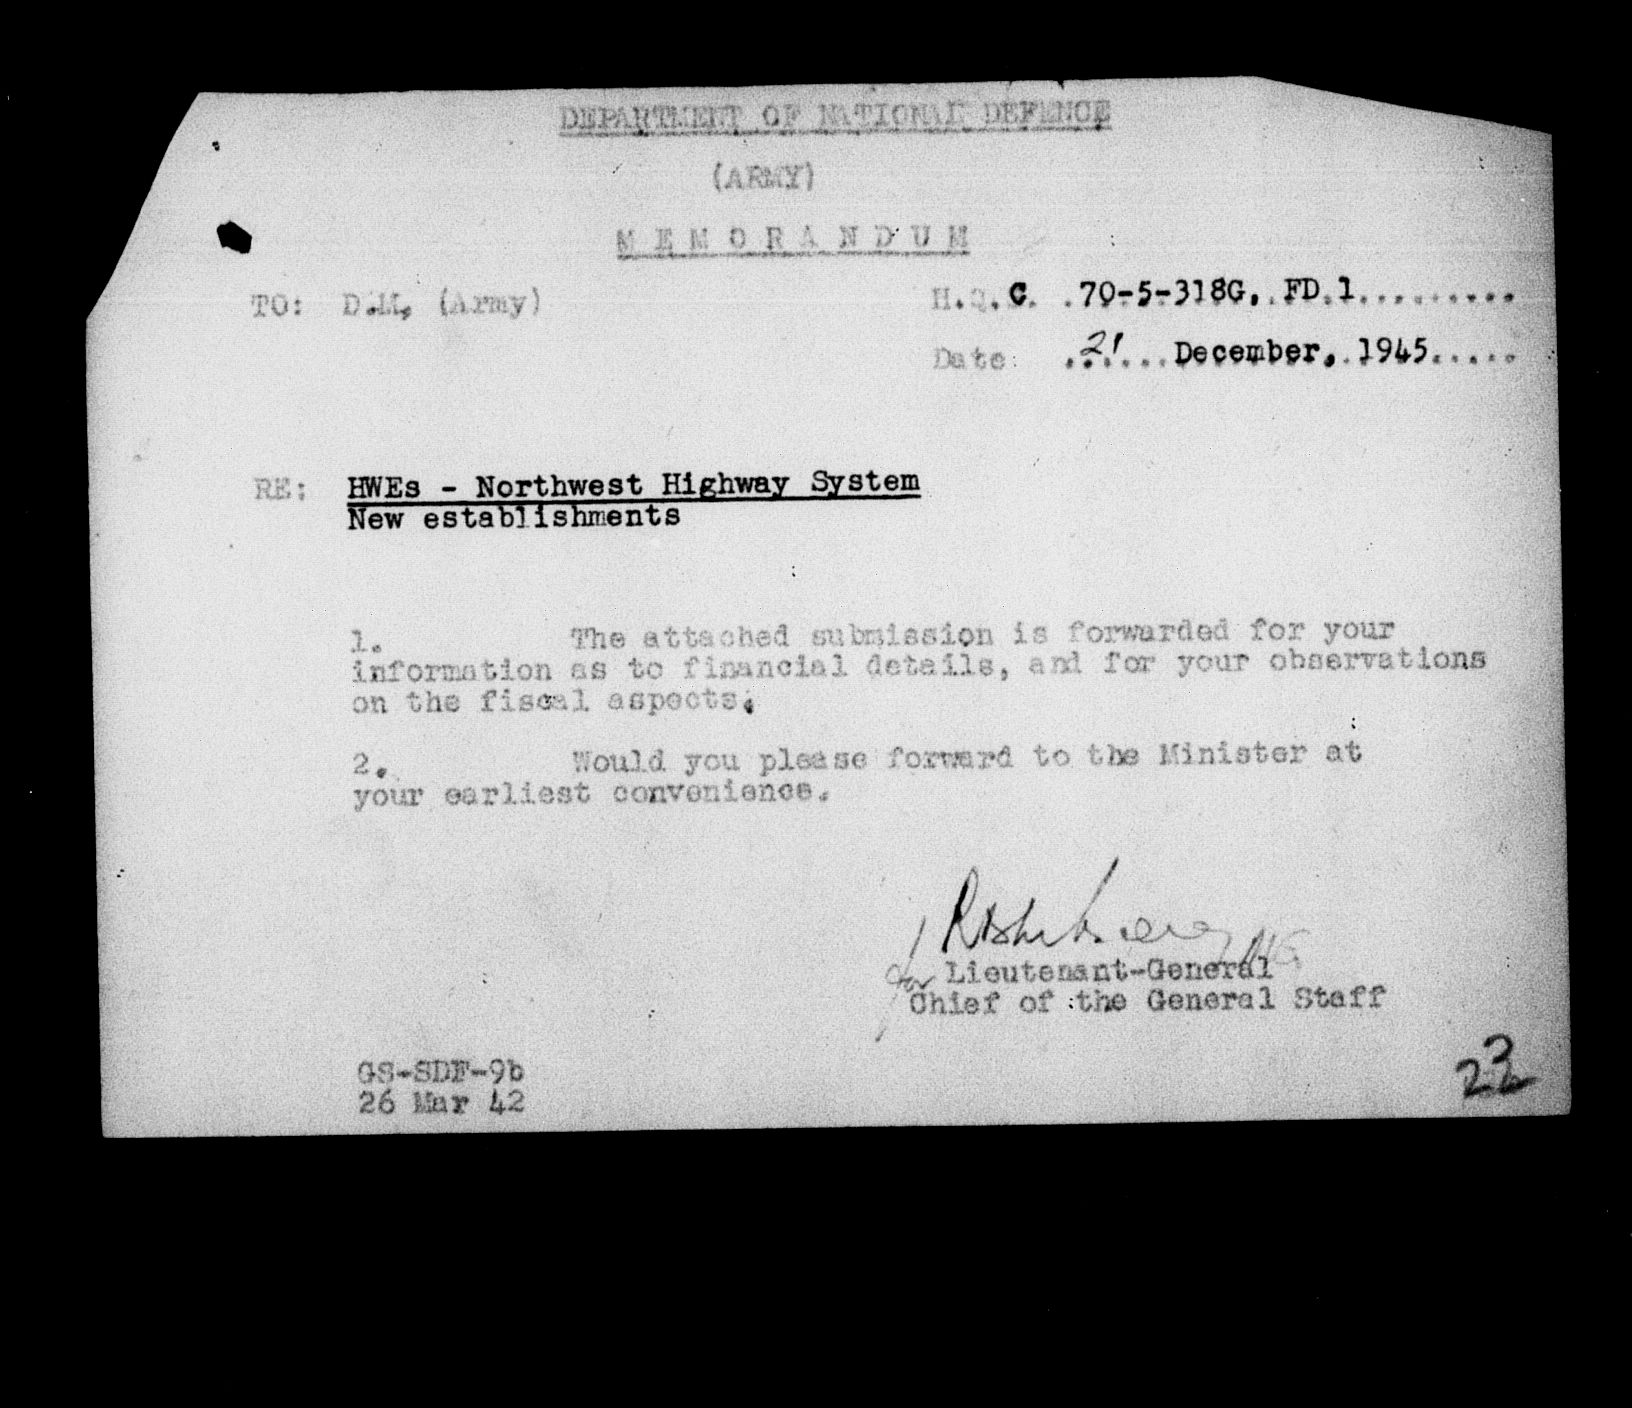 DEPARTMENT OF NATIONAL DEFENCE
(ARMY)
M E M O R A N D U M
TO: D.M. (Army)
H.Q.C. .70-5-318G, FD.1.........
Date: .21...December,.1945.....
RE: HWEs - Northwest Highway System
New establishments
1. The attached submission is forwarded for your
information as to financial details, and for your observations
on the fiscal aspects.
2. Would you please forward to the Minister at
your earliest convenience.
for Lieutenant-General
Chief of the General Staff
GS-SDF-9b
26 Mar 42